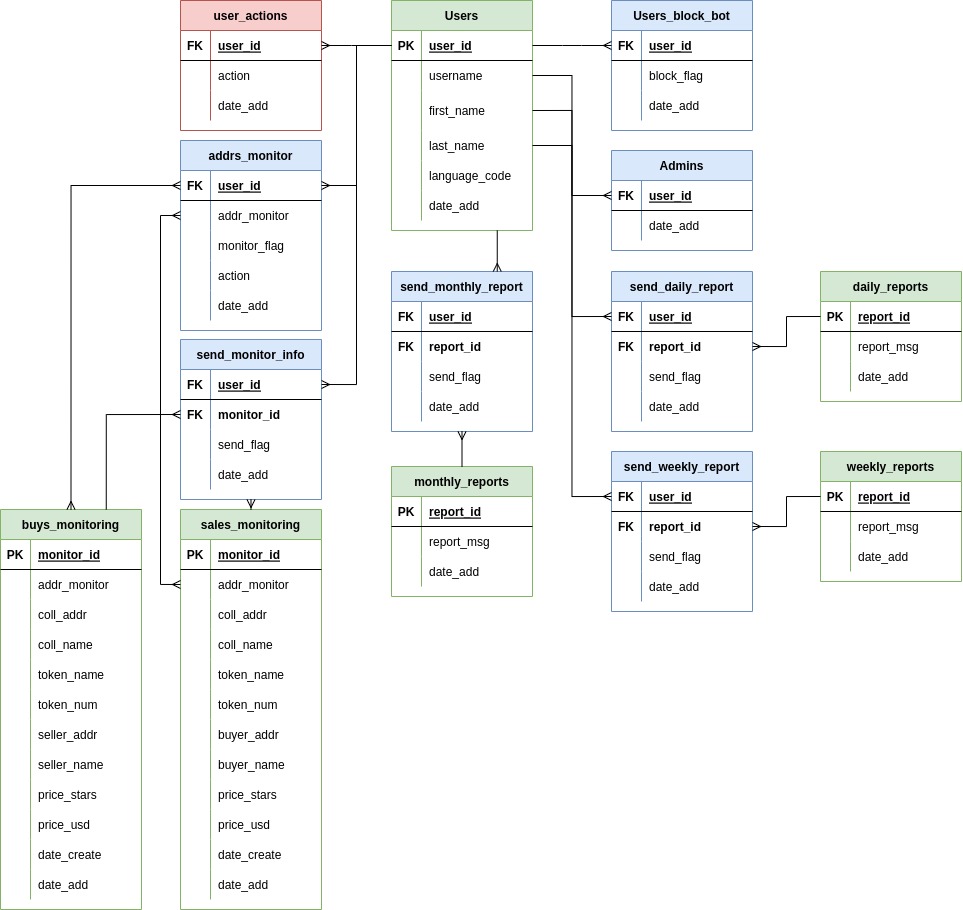 user_actions
FK user_id
action
date_add
Users
PK user_id
username
first_name
last_name
language_code
date_add
Users_block_bot
FK user_id
block_flag
date_add
addrs_monitor
FK user_id
addr_monitor
monitor_flag
action
date_add
Admins
FK user_id
date_add
send_monthly_report
FK user_id
FK report_id
send_flag
date_add
send_daily_report
FK user_id
FK report_id
send_flag
date_add
daily_reports
PK report_id
report_msg
date_add
send_monitor_info
FK user_id
FK monitor_id
send_flag
date_add
monthly_reports
PK report_id
report_msg
date_add
send_weekly_report
FK user_id
FK report_id
send_flag
date_add
weekly_reports
PK report_id
report_msg
date_add
buys_monitoring
PK monitor_id
addr_monitor
coll_addr
coll_name
token_name
token_num
seller_addr
seller_name
price_stars
price_usd
date_create
date_add
sales_monitoring
PK monitor_id
addr_monitor
coll_addr
coll_name
token_name
token_num
buyer_addr
buyer_name
price_stars
price_usd
date_create
date_add